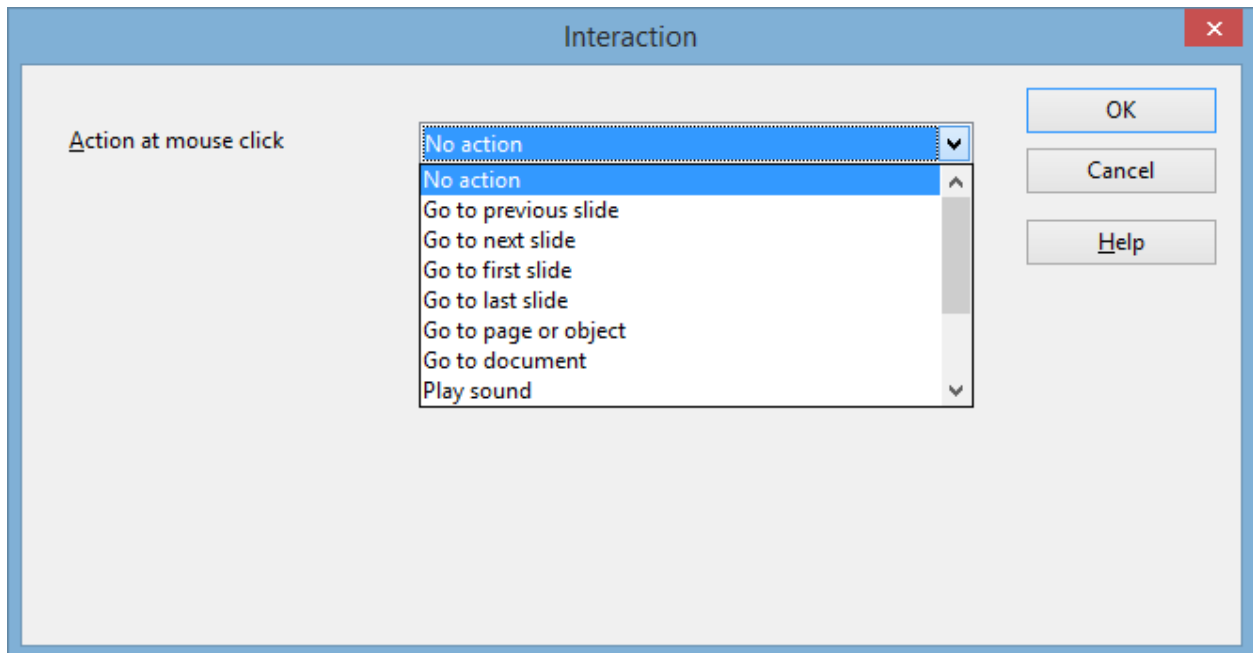 Interaction
Action at mouse click
No action
No action
Go to previous slide
Go to next slide
Go to first slide
Go to last slide
Go to page or object
Go to document
Play sound
OK
Cancel
Help